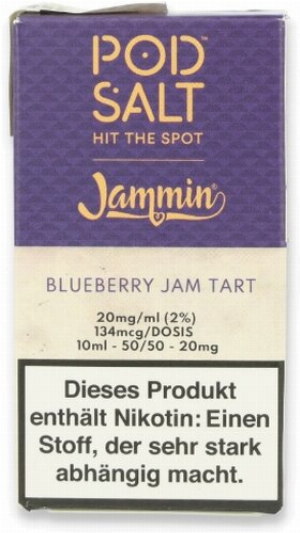 POD™
SALT
HIT THE SPOT
Jammin®
BLUEBERRY JAM TART
20mg/ml (2%)
134mcg/DOSIS
10ml - 50/50 - 20mg
Dieses Produkt
enthält Nikotin: Einen
Stoff, der sehr stark
abhängig macht.